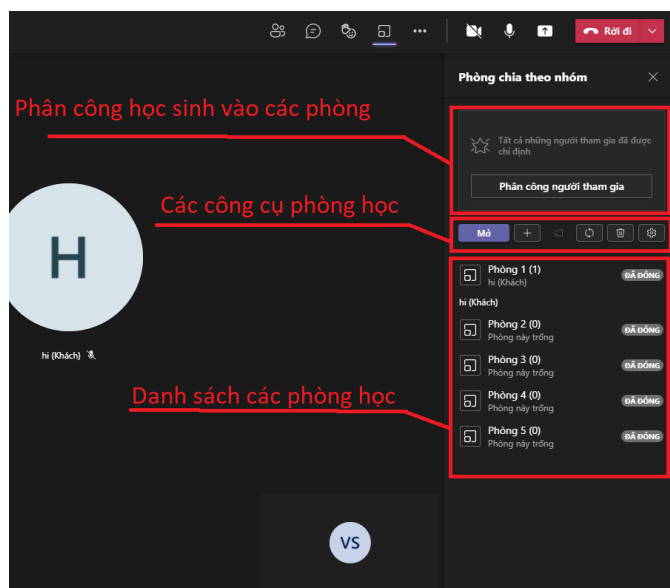 Rời đi
Phòng chia theo nhóm
Phân công học sinh vào các phòng
Tất cả những người tham gia đã được
chỉ định
Phân công người tham gia
Các công cụ phòng học
Mở
H
Phòng 1 (1)
hi (Khách)
ĐÃ ĐÓNG
hi (Khách)
Phòng 2 (0)
Phòng này trống
ĐÃ ĐÓNG
hi (Khách)
Phòng 3 (0)
Phòng này trống
ĐÃ ĐÓNG
Danh sách các phòng học
Phòng 4 (0)
Phòng này trống
ĐÃ ĐÓNG
Phòng 5 (0)
Phòng này trống
ĐÃ ĐÓNG
VS